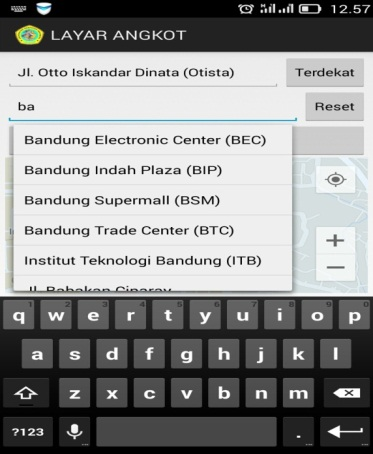 12.57
LAYAR ANGKOT
Jl. Otto Iskandar Dinata (Otista)
Terdekat
ba
Reset
Bandung Electronic Center (BEC)
Bandung Indah Plaza (BIP)
Bandung Supermall (BSM)
Bandung Trade Center (BTC)
Institut Teknologi Bandung (ITB)
Jl. Babakan Ciparay
+
−
q w e r t y u i o p
a s d f g h j k l
z x c v b n m
?123 .